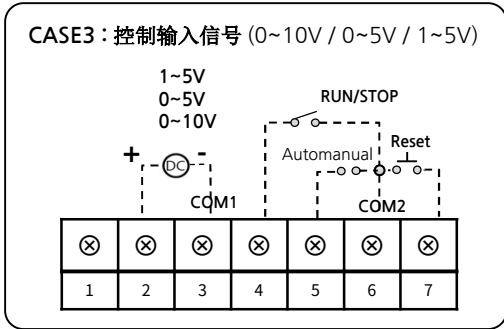 CASE3 : 控制输入信号 (0~10V / 0~5V / 1~5V)
1~5V
0~5V
0~10V
RUN/STOP
+
DC
-
Automanual
Reset
COM1
COM2
1 2 3 4 5 6 7